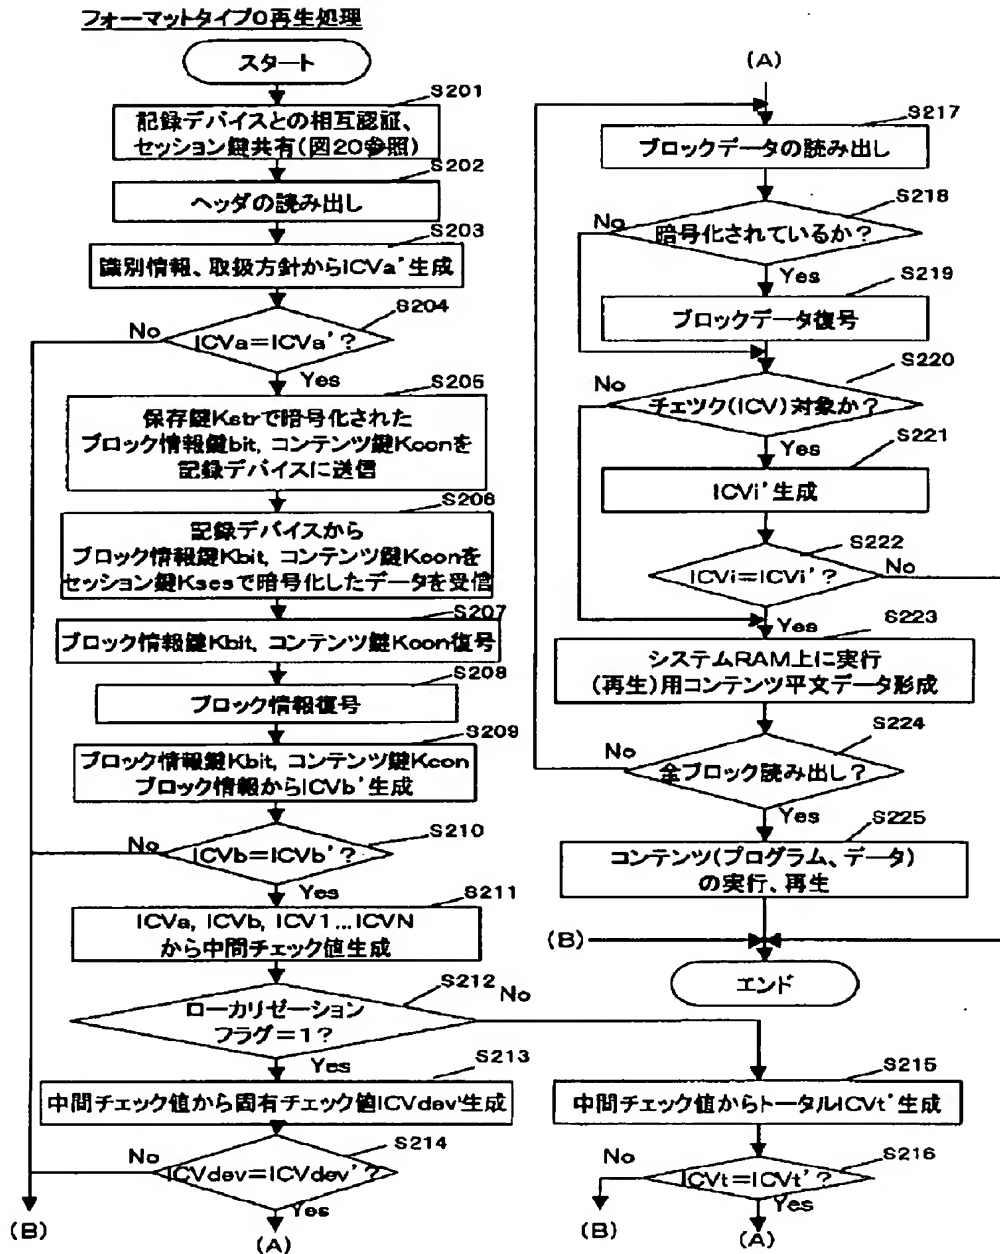 フォーマットタイプ0再生処理
スタート
S201
記録デバイスとの相互認証、
セッション鍵共有(図20参照)
S202
ヘッダの読み出し
S203
識別情報、取扱方針からICVa'生成
S204
ICVa=ICVa'?
No
Yes
S205
保存鍵Kstrで暗号化された
ブロック情報鍵bit, コンテンツ鍵Kconを
記録デバイスに送信
S206
記録デバイスから
ブロック情報鍵Kbit, コンテンツ鍵Kconを
セッション鍵Ksesで暗号化したデータを受信
S207
ブロック情報鍵Kbit, コンテンツ鍵Kcon復号
S208
ブロック情報復号
S209
ブロック情報鍵Kbit, コンテンツ鍵Kcon
ブロック情報からICVb'生成
S210
ICVb=ICVb'?
No
Yes
S211
ICVa, ICVb, ICV1...ICVN
から中間チェック値生成
S212
ローカリゼーション
フラグ=1?
No
Yes
S213
中間チェック値から固有チェック値ICVdev'生成
S214
ICVdev=ICVdev'?
No
Yes
(B)
(A)
S215
中間チェック値からトータルICVt'生成
S216
ICVt=ICVt'?
No
Yes
(B)
(A)
(A)
S217
ブロックデータの読み出し
S218
暗号化されているか?
No
Yes
S219
ブロックデータ復号
S220
チェツク(ICV)対象か?
No
Yes
S221
ICVi'生成
S222
ICVi=ICVi'?
No
Yes
S223
システムRAM上に実行
(再生)用コンテンツ平文データ形成
S224
全ブロック読み出し?
No
Yes
S225
コンテンツ(プログラム、データ)
の実行、再生
(B)
エンド